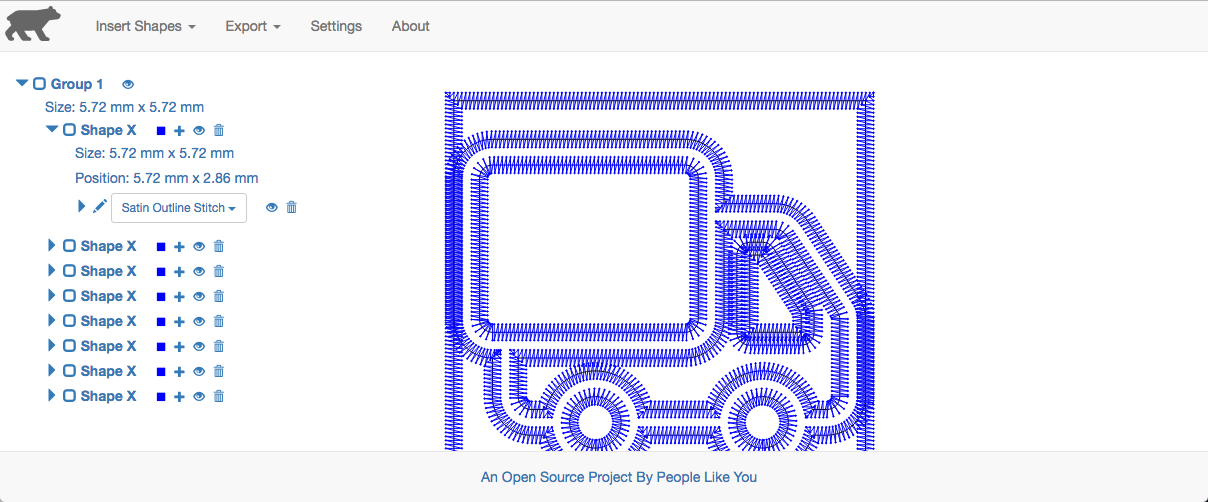 Insert Shapes Export Settings About
Group 1
Size: 5.72 mm x 5.72 mm
Shape X
Size: 5.72 mm x 5.72 mm
Position: 5.72 mm x 2.86 mm
Satin Outline Stitch
Shape X
Shape X
Shape X
Shape X
Shape X
Shape X
Shape X
An Open Source Project By People Like You